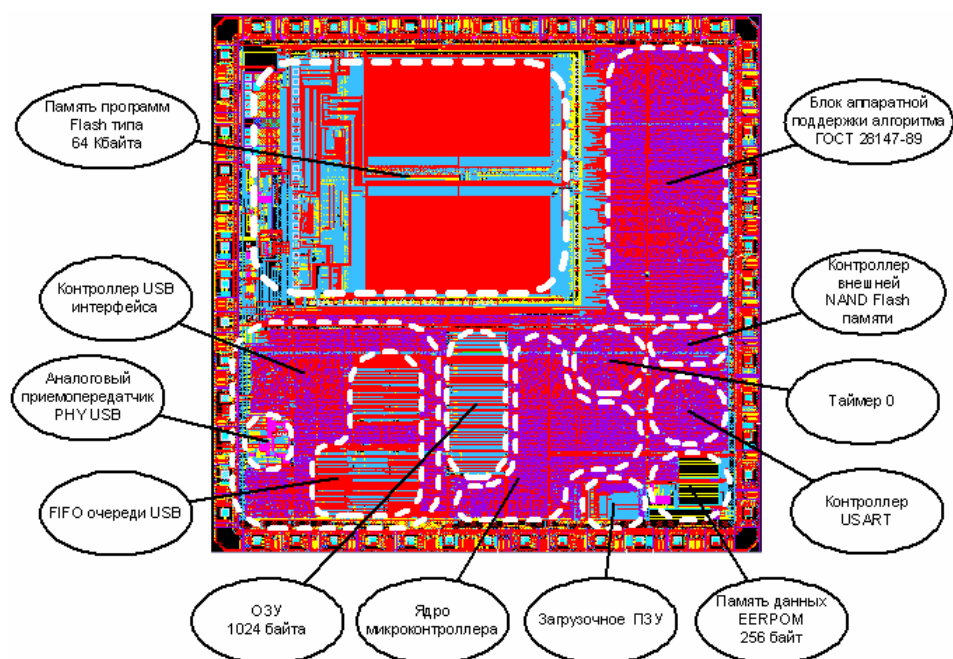 Память программ
Flash типа
64 Кбайта
Блок аппаратной
поддержки алгоритма
ГОСТ 28147-89
Контроллер USB
интерфейса
Контроллер
внешней
NAND Flash
памяти
Аналоговый
приемопередатчик
PHY USB
Таймер 0
FIFO очереди USB
Контроллер
USART
ОЗУ
1024 байта
Ядро
микроконтроллера
Загрузочное ПЗУ
Память данных
EERPOM
256 байт